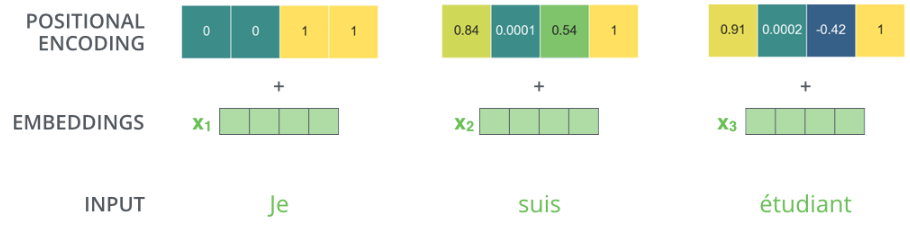 POSITIONAL
ENCODING
0 0 1 1
0.84 0.0001 0.54 1
0.91 0.0002 -0.42 1
+ + +
EMBEDDINGS x1 x2 x3
INPUT Je suis étudiant